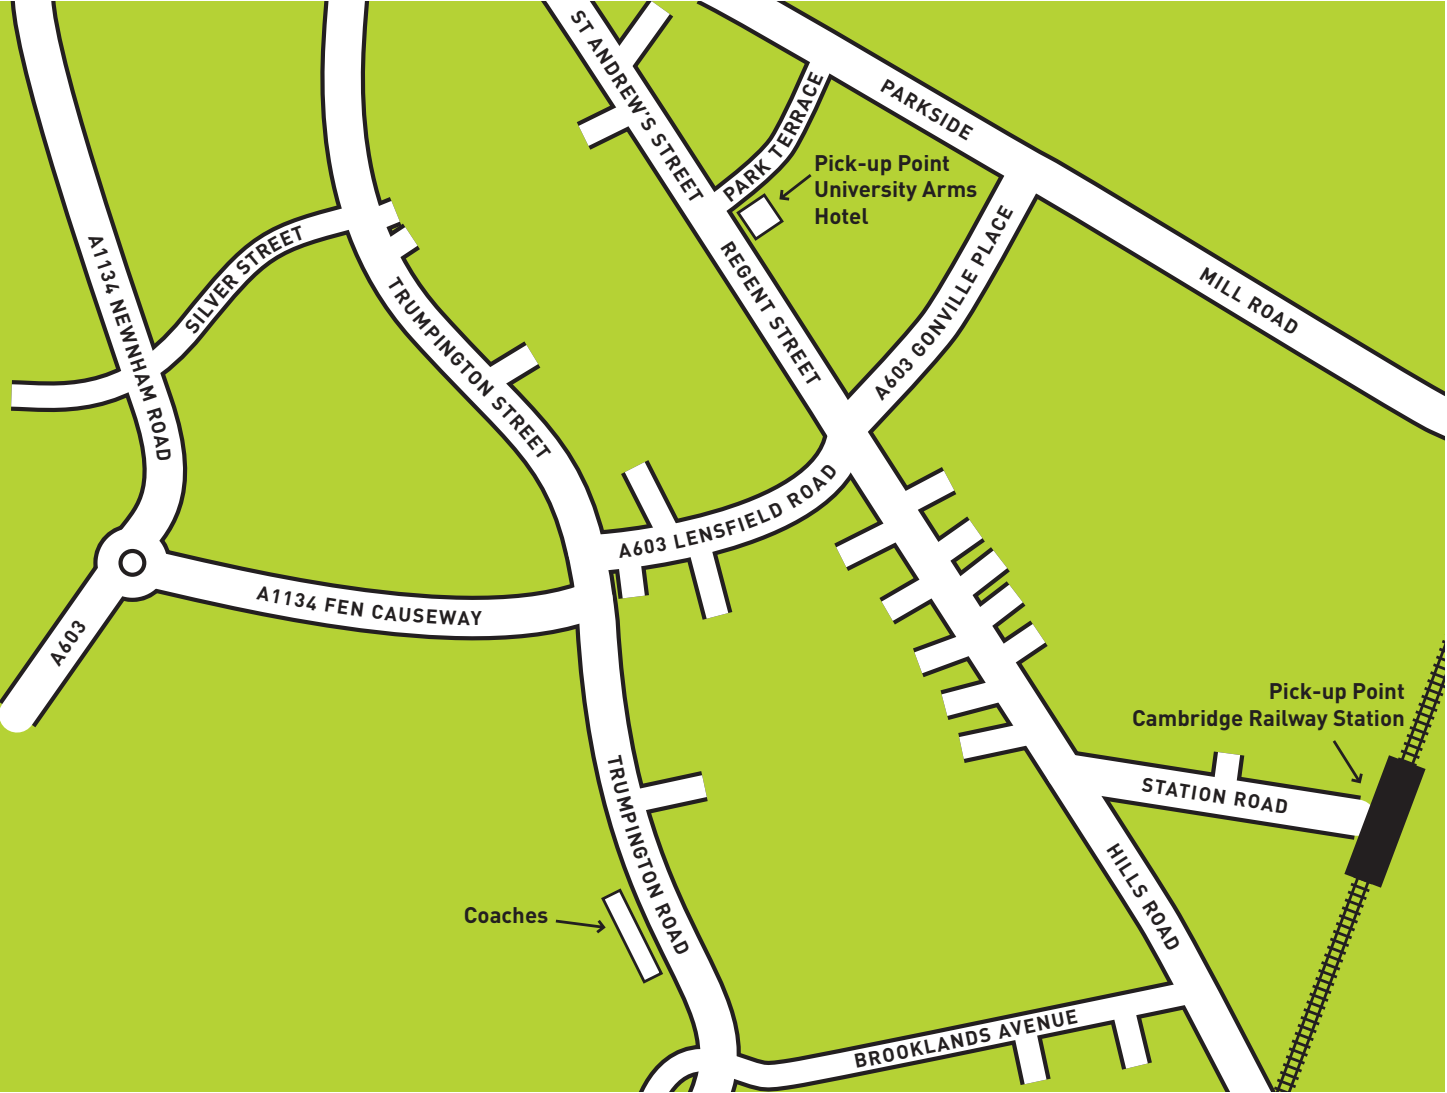 ST ANDREW'S STREET
PARKSIDE
PARK TERRACE
Pick-up Point
University Arms
Hotel
A1134 NEWNHAM ROAD
SILVER STREET
TRUMPINGTON STREET
REGENT STREET
A603 GONVILLE PLACE
MILL ROAD
A603 LENSFIELD ROAD
A1134 FEN CAUSEWAY
A603
Pick-up Point
Cambridge Railway Station
STATION ROAD
TRUMPINGTON ROAD
HILLS ROAD
Coaches
BROOKLANDS AVENUE